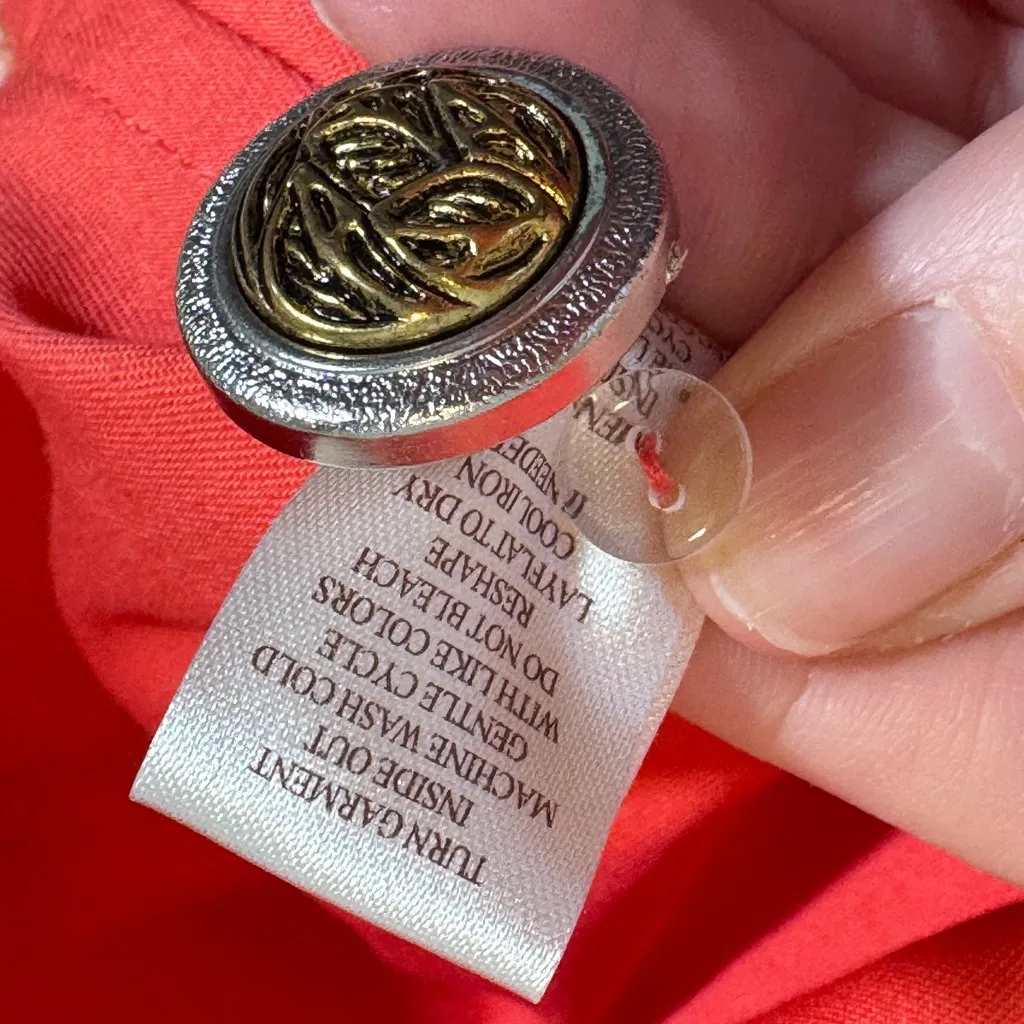 TURN GARMENT
INSIDE OUT
MACHINE WASH COLD
GENTLE CYCLE
WITH LIKE COLORS
DO NOT BLEACH
RESHAPE
LAY FLAT TO DRY
COOL IRON
IF NEEDED